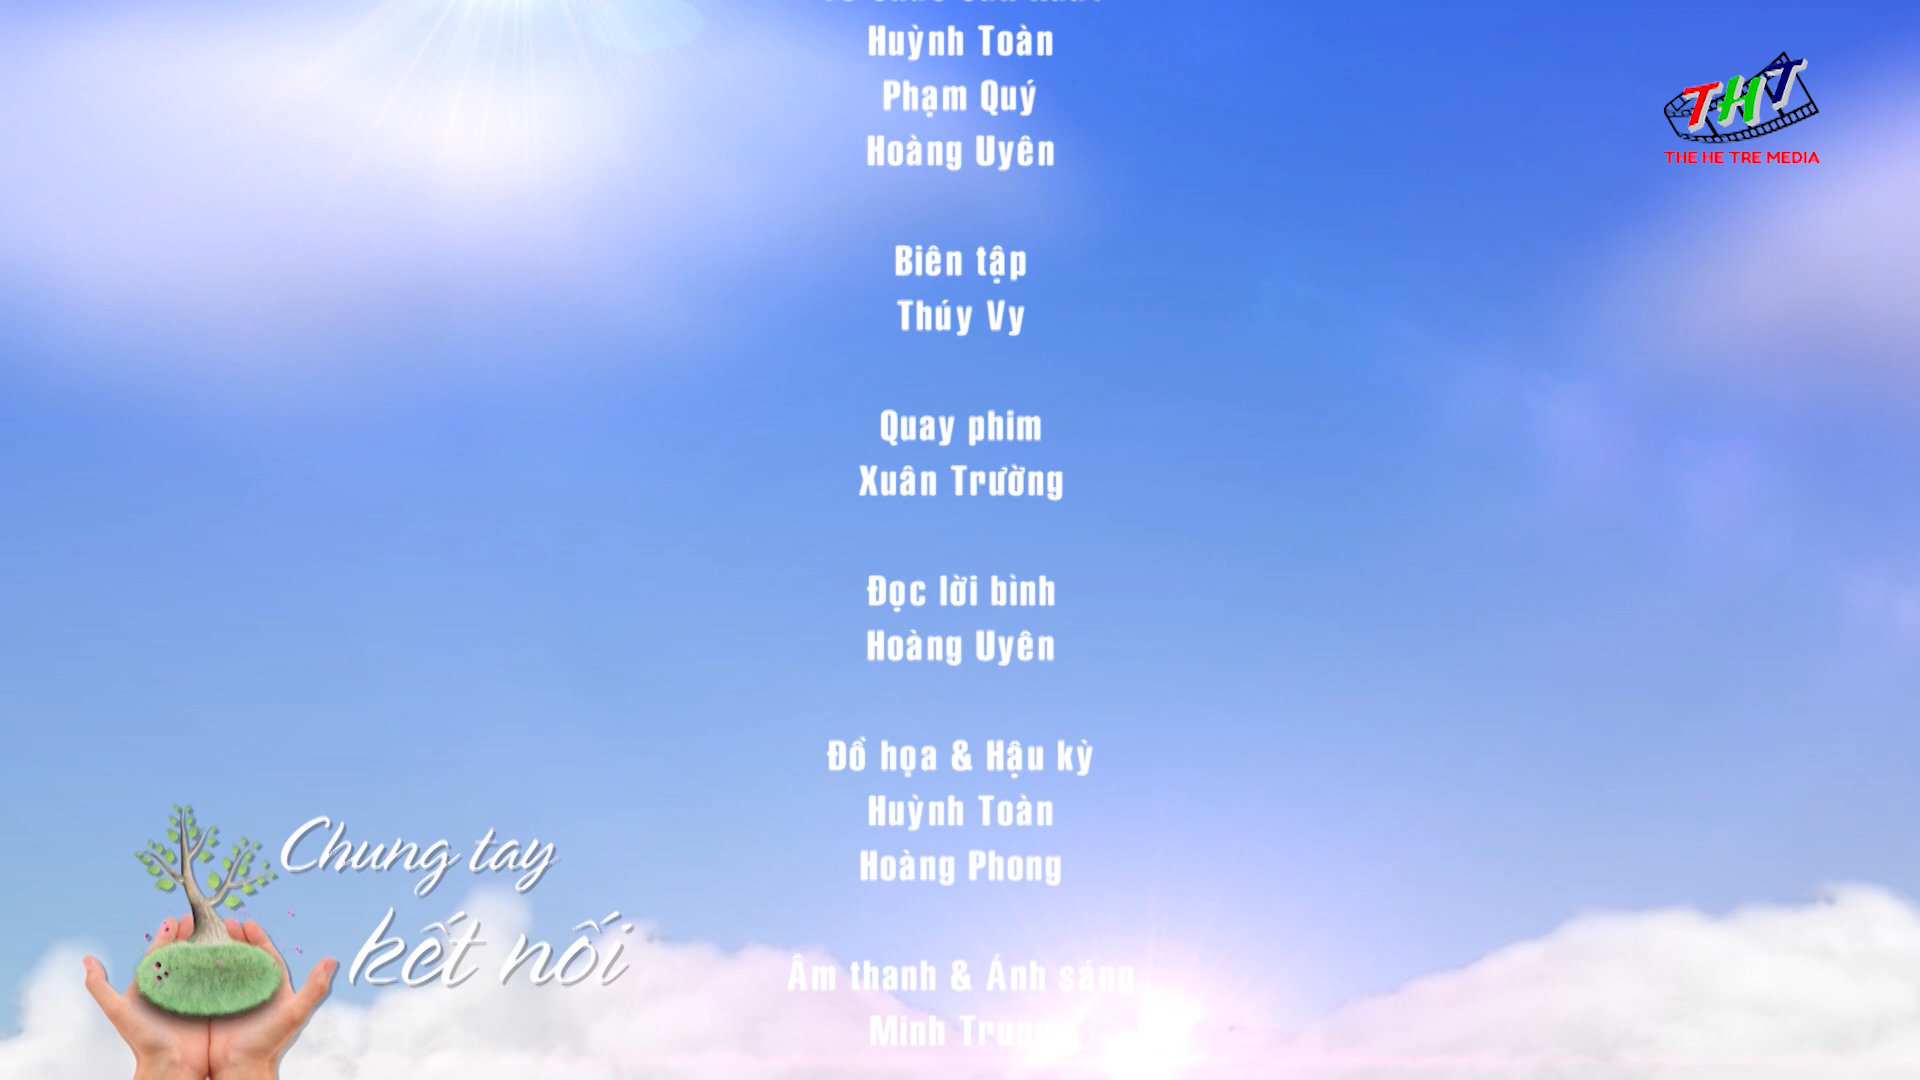 Huỳnh Toàn
Phạm Quý
Hoàng Uyên
THT
THE HE TRE MEDIA
Biên tập
Thúy Vy
Quay phim
Xuân Trường
Đọc lời bình
Hoàng Uyên
Đồ họa & Hậu kỳ
Huỳnh Toàn
Hoàng Phong
Chung tay
kết nối
Âm thanh & Ánh sáng
Minh